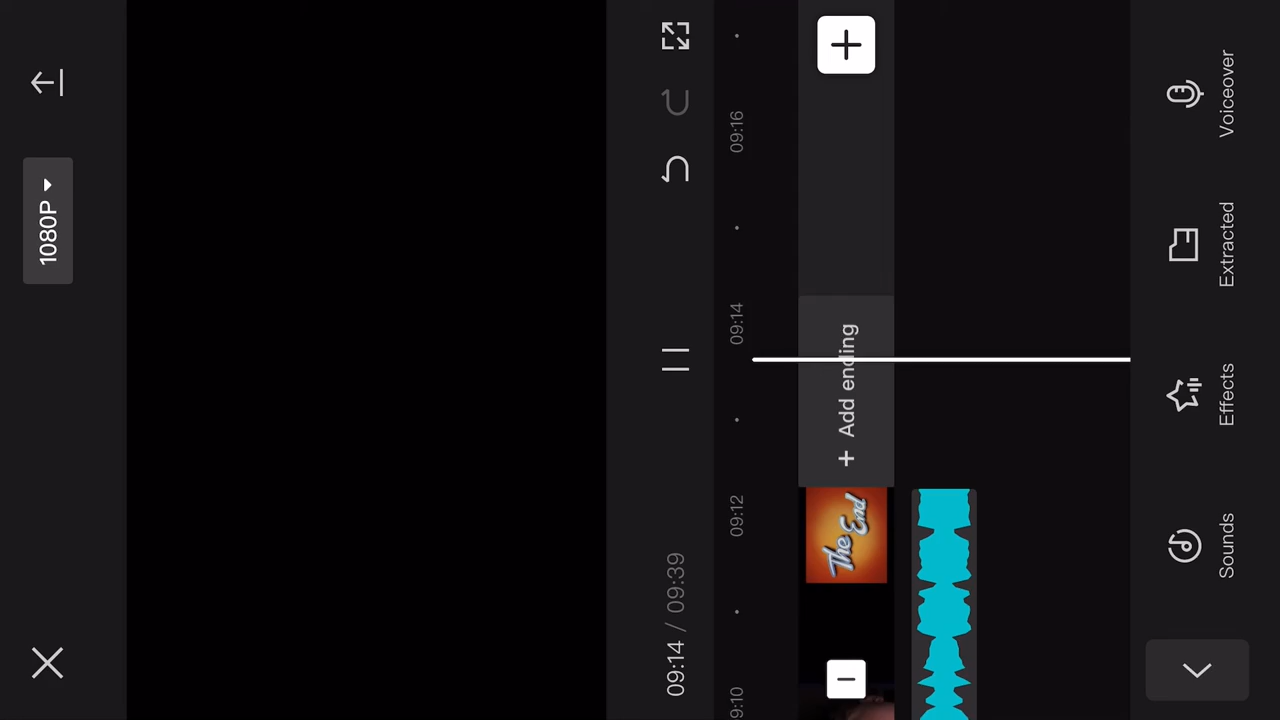 1080P
09:14 / 09:39
09:10
09:12
09:14
09:16
The End
+ Add ending
Sounds
Effects
Extracted
Voiceover